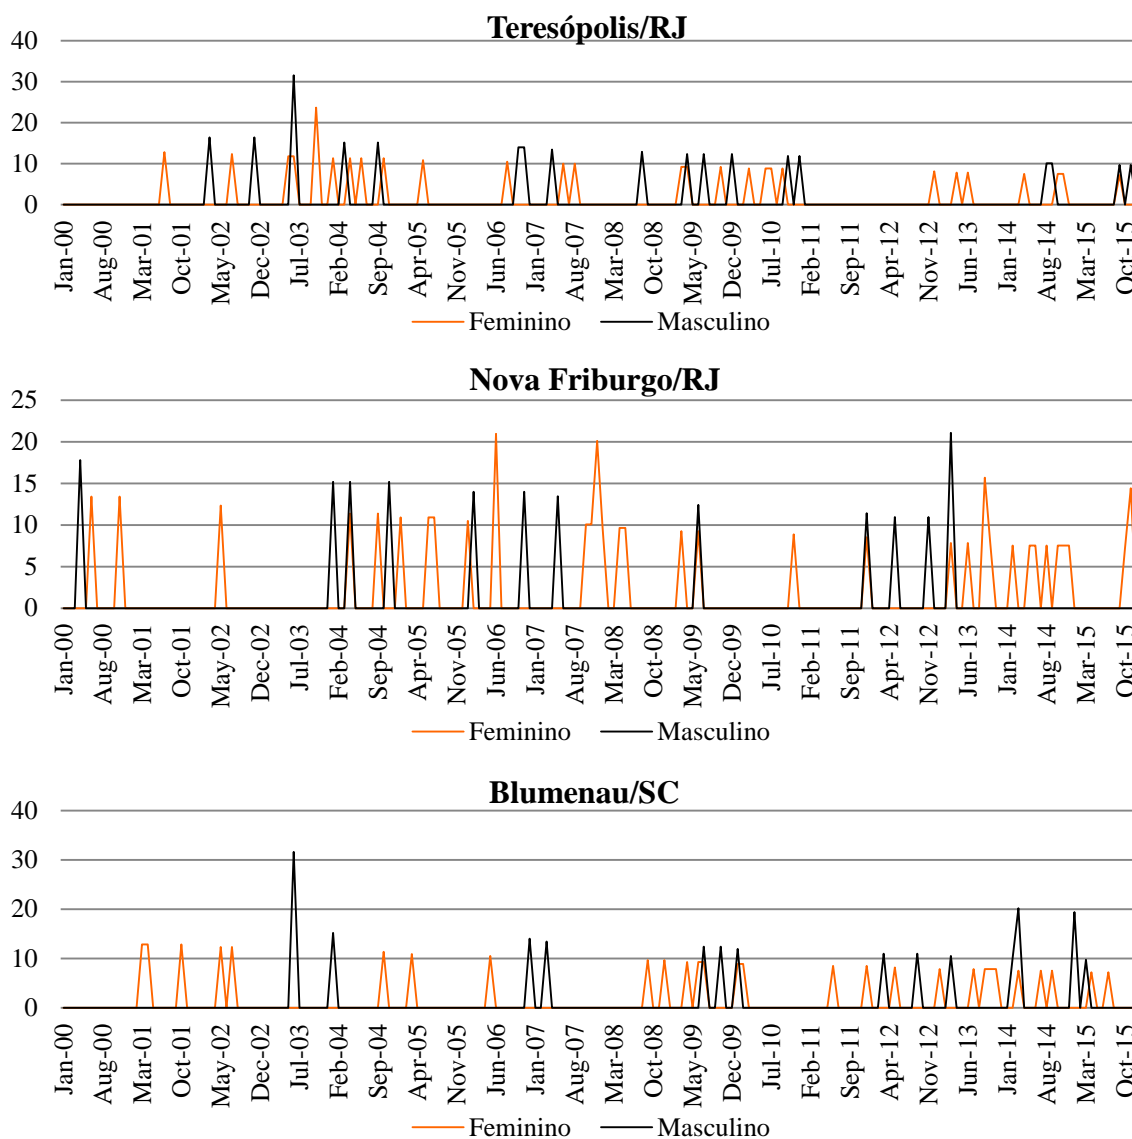 Teresópolis/RJ
40
30
20
10
0
Jan-00 Aug-00 Mar-01 Oct-01 May-02 Dec-02 Jul-03 Feb-04 Sep-04 Apr-05 Nov-05 Jun-06 Jan-07 Aug-07 Mar-08 Oct-08 May-09 Dec-09 Jul-10 Feb-11 Sep-11 Apr-12 Nov-12 Jun-13 Jan-14 Aug-14 Mar-15 Oct-15
Feminino Masculino
Nova Friburgo/RJ
25
20
15
10
5
0
Jan-00 Aug-00 Mar-01 Oct-01 May-02 Dec-02 Jul-03 Feb-04 Sep-04 Apr-05 Nov-05 Jun-06 Jan-07 Aug-07 Mar-08 Oct-08 May-09 Dec-09 Jul-10 Feb-11 Sep-11 Apr-12 Nov-12 Jun-13 Jan-14 Aug-14 Mar-15 Oct-15
Feminino Masculino
Blumenau/SC
40
30
20
10
0
Jan-00 Aug-00 Mar-01 Oct-01 May-02 Dec-02 Jul-03 Feb-04 Sep-04 Apr-05 Nov-05 Jun-06 Jan-07 Aug-07 Mar-08 Oct-08 May-09 Dec-09 Jul-10 Feb-11 Sep-11 Apr-12 Nov-12 Jun-13 Jan-14 Aug-14 Mar-15 Oct-15
Feminino Masculino